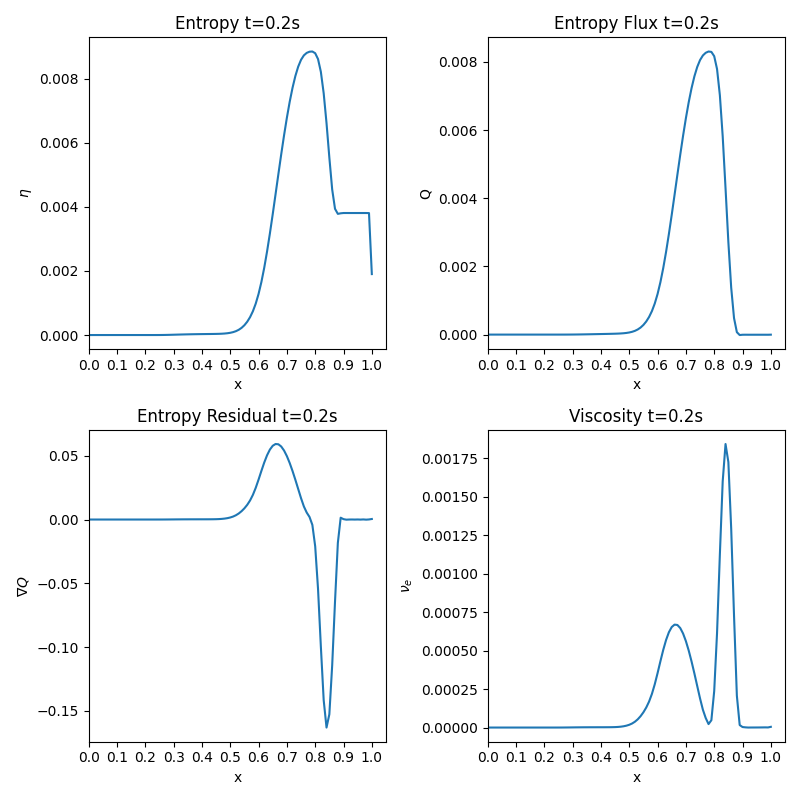 Entropy t=0.2s
0.008
0.006
0.004
0.002
0.000
η
0.0 0.1 0.2 0.3 0.4 0.5 0.6 0.7 0.8 0.9 1.0
x
Entropy Flux t=0.2s
0.008
0.006
0.004
0.002
0.000
Q
0.0 0.1 0.2 0.3 0.4 0.5 0.6 0.7 0.8 0.9 1.0
x
Entropy Residual t=0.2s
0.05
0.00
−0.05
−0.10
−0.15
∇Q
0.0 0.1 0.2 0.3 0.4 0.5 0.6 0.7 0.8 0.9 1.0
x
Viscosity t=0.2s
0.00175
0.00150
0.00125
0.00100
0.00075
0.00050
0.00025
0.00000
νₑ
0.0 0.1 0.2 0.3 0.4 0.5 0.6 0.7 0.8 0.9 1.0
x